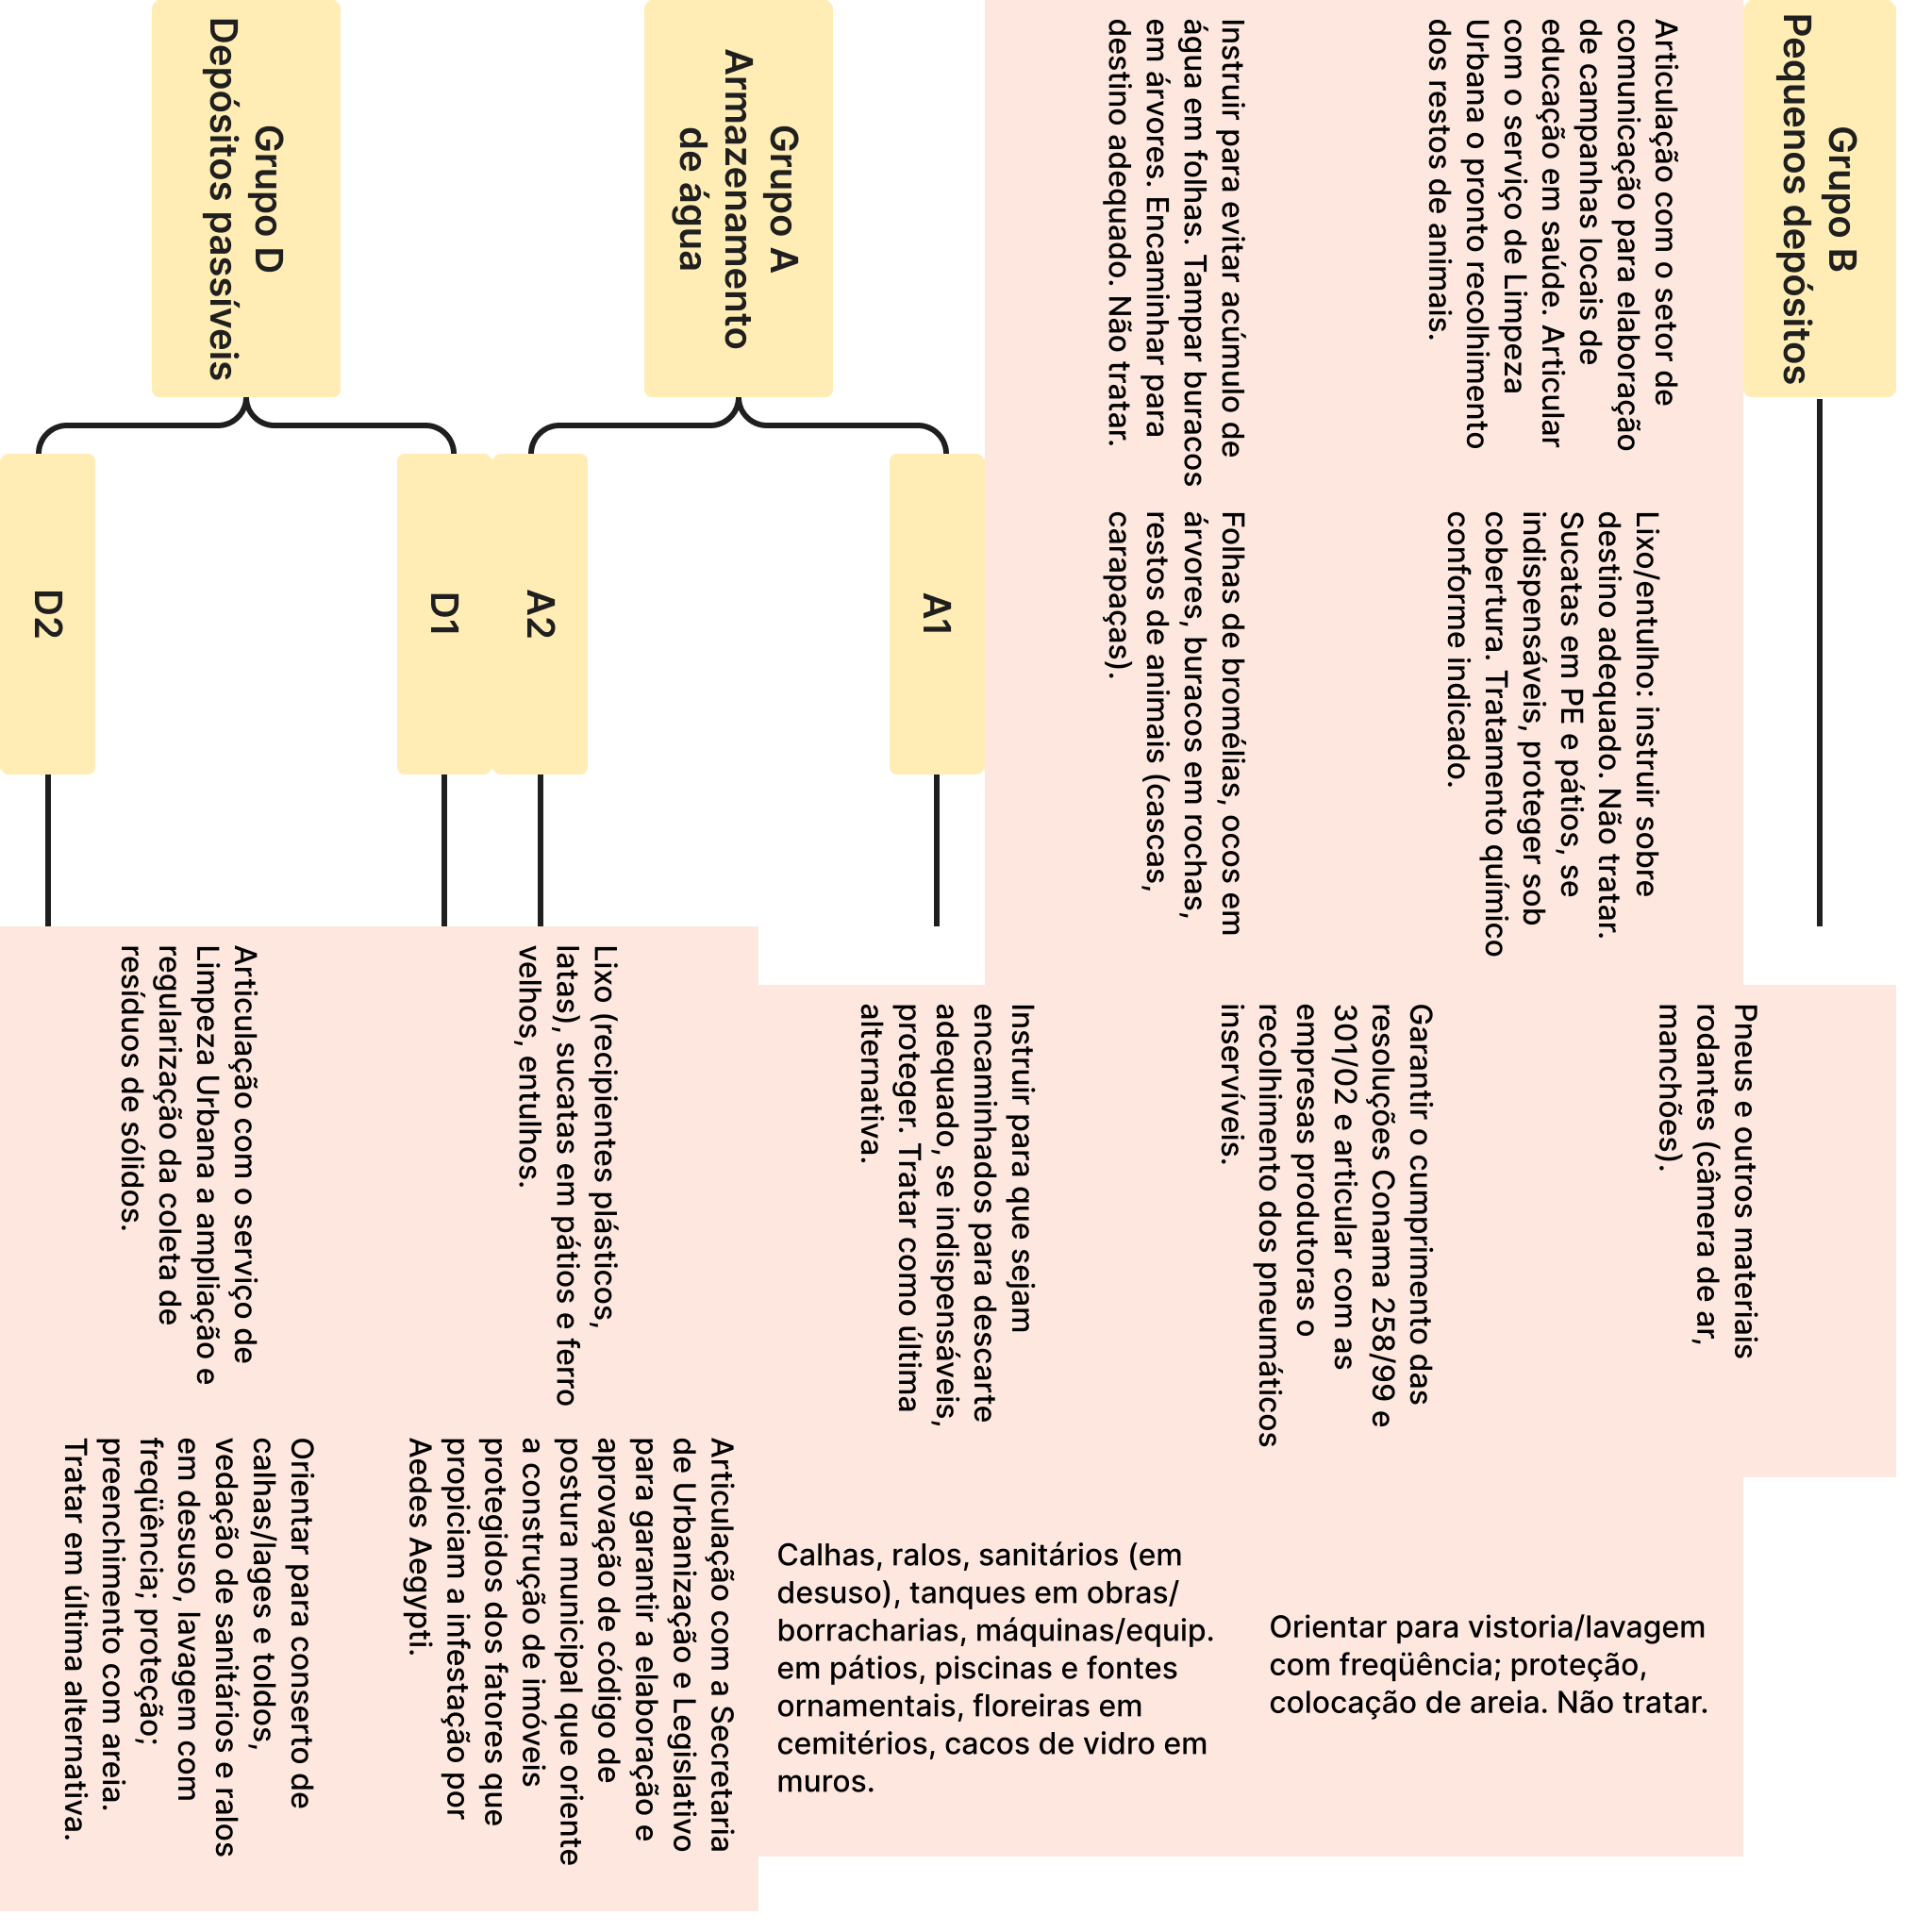 Grupo B
Pequenos depósitos
Articulação com o setor de
comunicação para elaboração
de campanhas locais de
educação em saúde. Articular
com o serviço de Limpeza
Urbana o pronto recolhimento
dos restos de animais.
Instruir para evitar acúmulo de
água em folhas. Tampar buracos
em árvores. Encaminhar para
destino adequado. Não tratar.
Grupo A
Armazenamento
de água
Grupo D
Depósitos passíveis
Lixo/entulho: instruir sobre
destino adequado. Não tratar.
Sucatas em PE e pátios, se
indispensáveis, proteger sob
cobertura. Tratamento químico
conforme indicado.
Folhas de bromélias, ocos em
árvores, buracos em rochas,
restos de animais (cascas,
carapaças).
A1
A2
D1
D2
Pneus e outros materiais
rodantes (câmera de ar,
manchões).
Garantir o cumprimento das
resoluções Conama 258/99 e
301/02 e articular com as
empresas produtoras o
recolhimento dos pneumáticos
inservíveis.
Instruir para que sejam
encaminhados para descarte
adequado, se indispensáveis,
proteger. Tratar como última
alternativa.
Lixo (recipientes plásticos,
latas), sucatas em pátios e ferro
velhos, entulhos.
Articulação com o serviço de
Limpeza Urbana a ampliação e
regularização da coleta de
resíduos de sólidos.
Articulação com a Secretaria
de Urbanização e Legislativo
para garantir a elaboração e
aprovação de código de
postura municipal que oriente
a construção de imóveis
protegidos dos fatores que
propiciam a infestação por
Aedes Aegypti.
Orientar para conserto de
calhas/lages e toldos,
vedação de sanitários e ralos
em desuso, lavagem com
freqüência; proteção;
preenchimento com areia.
Tratar em última alternativa.
Calhas, ralos, sanitários (em
desuso), tanques em obras/
borracharias, máquinas/equip.
em pátios, piscinas e fontes
ornamentais, floreiras em
cemitérios, cacos de vidro em
muros.
Orientar para vistoria/lavagem
com freqüência; proteção,
colocação de areia. Não tratar.